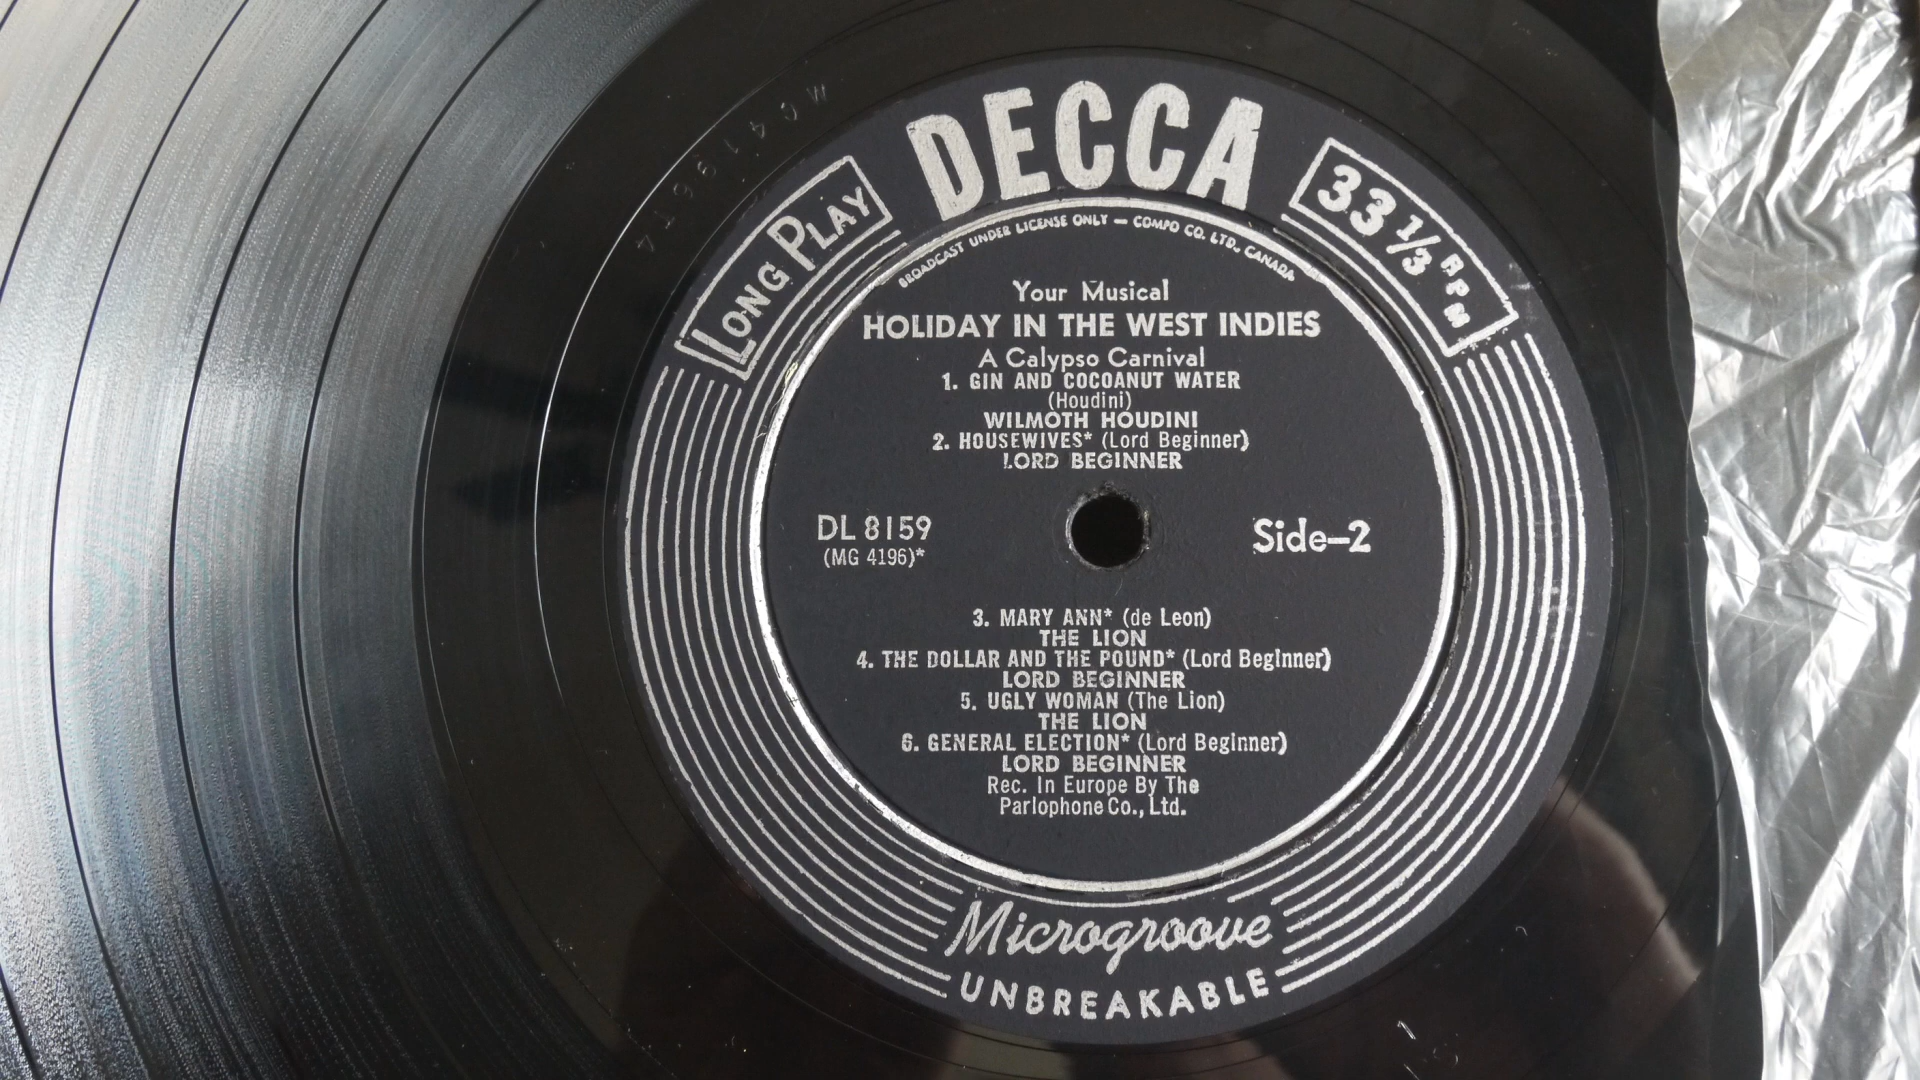 DECCA
LONG PLAY
33 1/3 RPM
BROADCAST UNDER LICENSE ONLY — COMPO CO. LTD., CANADA
Your Musical
HOLIDAY IN THE WEST INDIES
A Calypso Carnival
1. GIN AND COCOANUT WATER
(Houdini)
WILMOTH HOUDINI
2. HOUSEWIVES* (Lord Beginner)
LORD BEGINNER
DL 8159
(MG 4196)*
Side–2
3. MARY ANN* (de Leon)
THE LION
4. THE DOLLAR AND THE POUND* (Lord Beginner)
LORD BEGINNER
5. UGLY WOMAN (The Lion)
THE LION
6. GENERAL ELECTION* (Lord Beginner)
LORD BEGINNER
Rec. In Europe By The
Parlophone Co., Ltd.
Microgroove
UNBREAKABLE